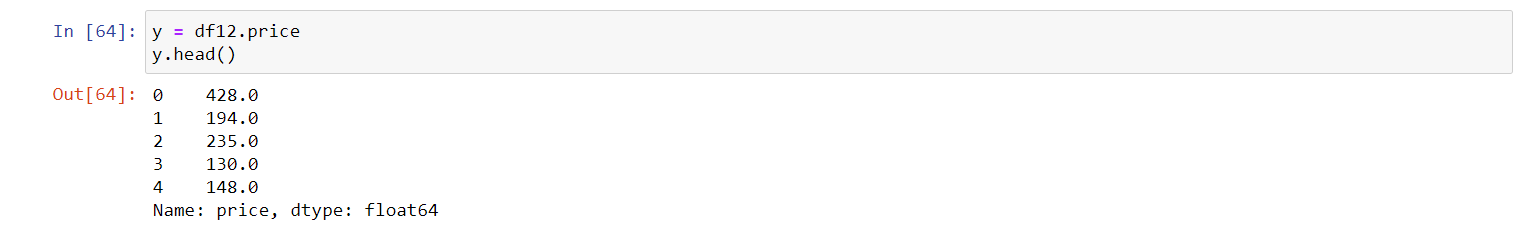 In [64]: y = df12.price
y.head()
Out[64]: 0    428.0
1    194.0
2    235.0
3    130.0
4    148.0
Name: price, dtype: float64